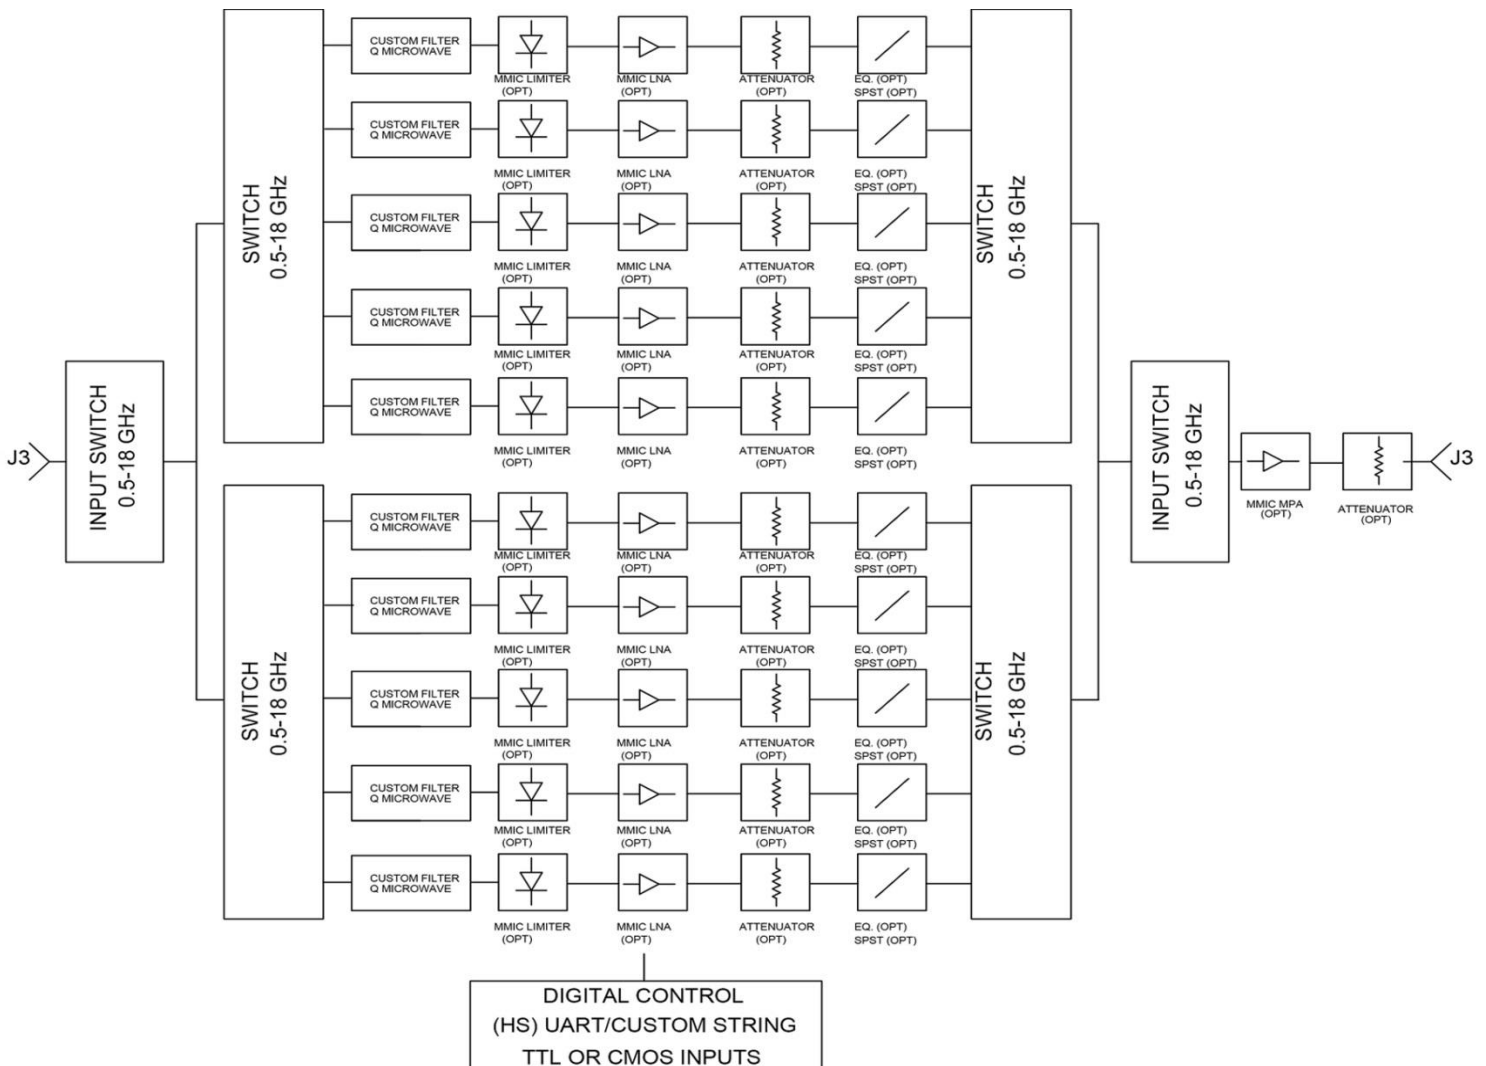 CUSTOM FILTER
Q MICROWAVE
MMIC LIMITER
(OPT)
MMIC LNA
(OPT)
ATTENUATOR
(OPT)
EQ. (OPT)
SPST (OPT)
CUSTOM FILTER
Q MICROWAVE
MMIC LIMITER
(OPT)
MMIC LNA
(OPT)
ATTENUATOR
(OPT)
EQ. (OPT)
SPST (OPT)
CUSTOM FILTER
Q MICROWAVE
MMIC LIMITER
(OPT)
MMIC LNA
(OPT)
ATTENUATOR
(OPT)
EQ. (OPT)
SPST (OPT)
CUSTOM FILTER
Q MICROWAVE
MMIC LIMITER
(OPT)
MMIC LNA
(OPT)
ATTENUATOR
(OPT)
EQ. (OPT)
SPST (OPT)
CUSTOM FILTER
Q MICROWAVE
MMIC LIMITER
(OPT)
MMIC LNA
(OPT)
ATTENUATOR
(OPT)
EQ. (OPT)
SPST (OPT)
SWITCH
0.5-18 GHz
SWITCH
0.5-18 GHz
J3
INPUT SWITCH
0.5-18 GHz
INPUT SWITCH
0.5-18 GHz
MMIC MPA
(OPT)
ATTENUATOR
(OPT)
J3
CUSTOM FILTER
Q MICROWAVE
MMIC LIMITER
(OPT)
MMIC LNA
(OPT)
ATTENUATOR
(OPT)
EQ. (OPT)
SPST (OPT)
CUSTOM FILTER
Q MICROWAVE
MMIC LIMITER
(OPT)
MMIC LNA
(OPT)
ATTENUATOR
(OPT)
EQ. (OPT)
SPST (OPT)
CUSTOM FILTER
Q MICROWAVE
MMIC LIMITER
(OPT)
MMIC LNA
(OPT)
ATTENUATOR
(OPT)
EQ. (OPT)
SPST (OPT)
CUSTOM FILTER
Q MICROWAVE
MMIC LIMITER
(OPT)
MMIC LNA
(OPT)
ATTENUATOR
(OPT)
EQ. (OPT)
SPST (OPT)
CUSTOM FILTER
Q MICROWAVE
MMIC LIMITER
(OPT)
MMIC LNA
(OPT)
ATTENUATOR
(OPT)
EQ. (OPT)
SPST (OPT)
SWITCH
0.5-18 GHz
SWITCH
0.5-18 GHz
DIGITAL CONTROL
(HS) UART/CUSTOM STRING
TTL OR CMOS INPUTS